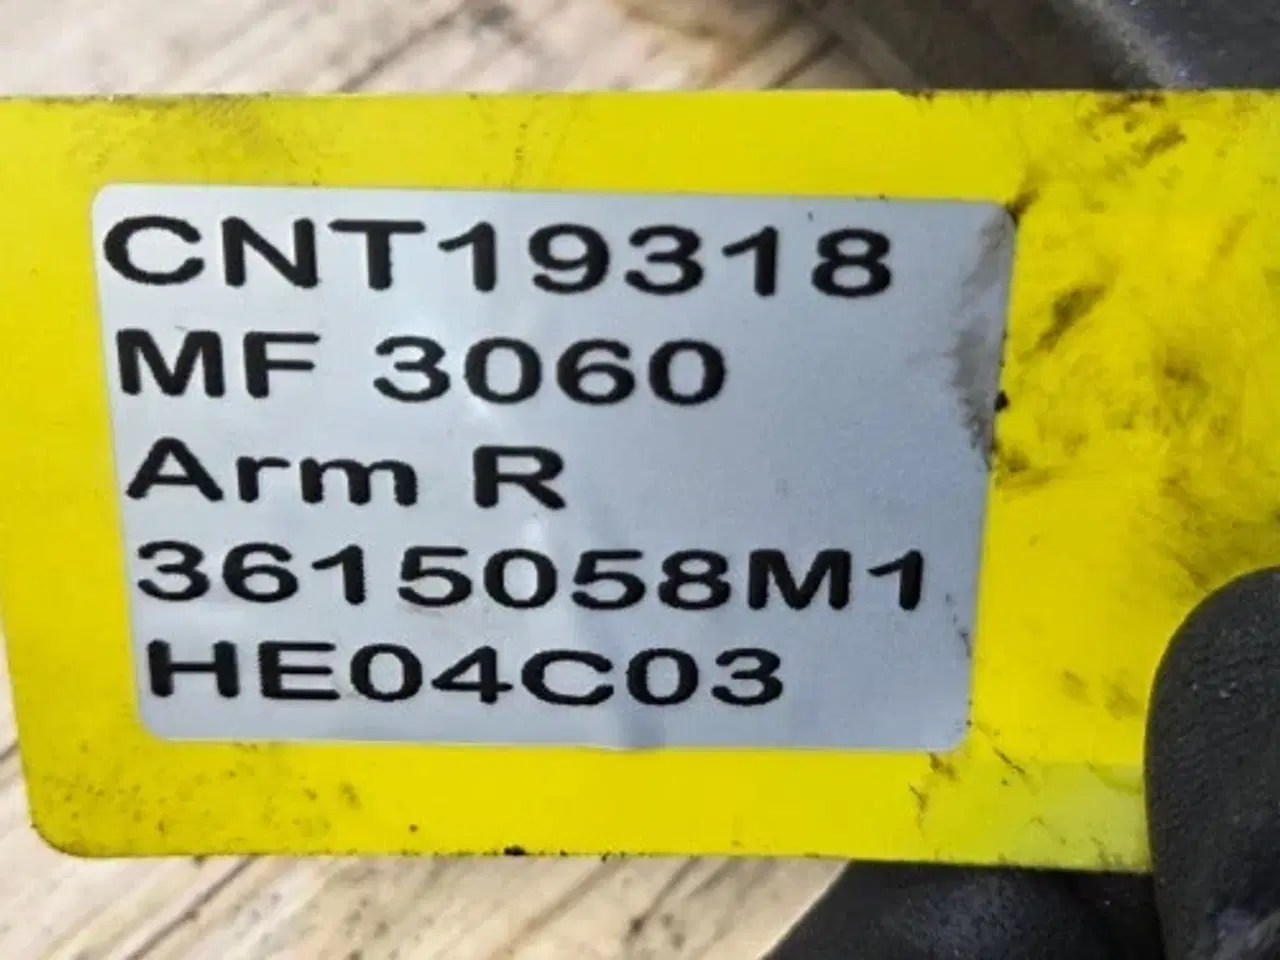 CNT19318
MF 3060
Arm R
3615058M1
HE04C03